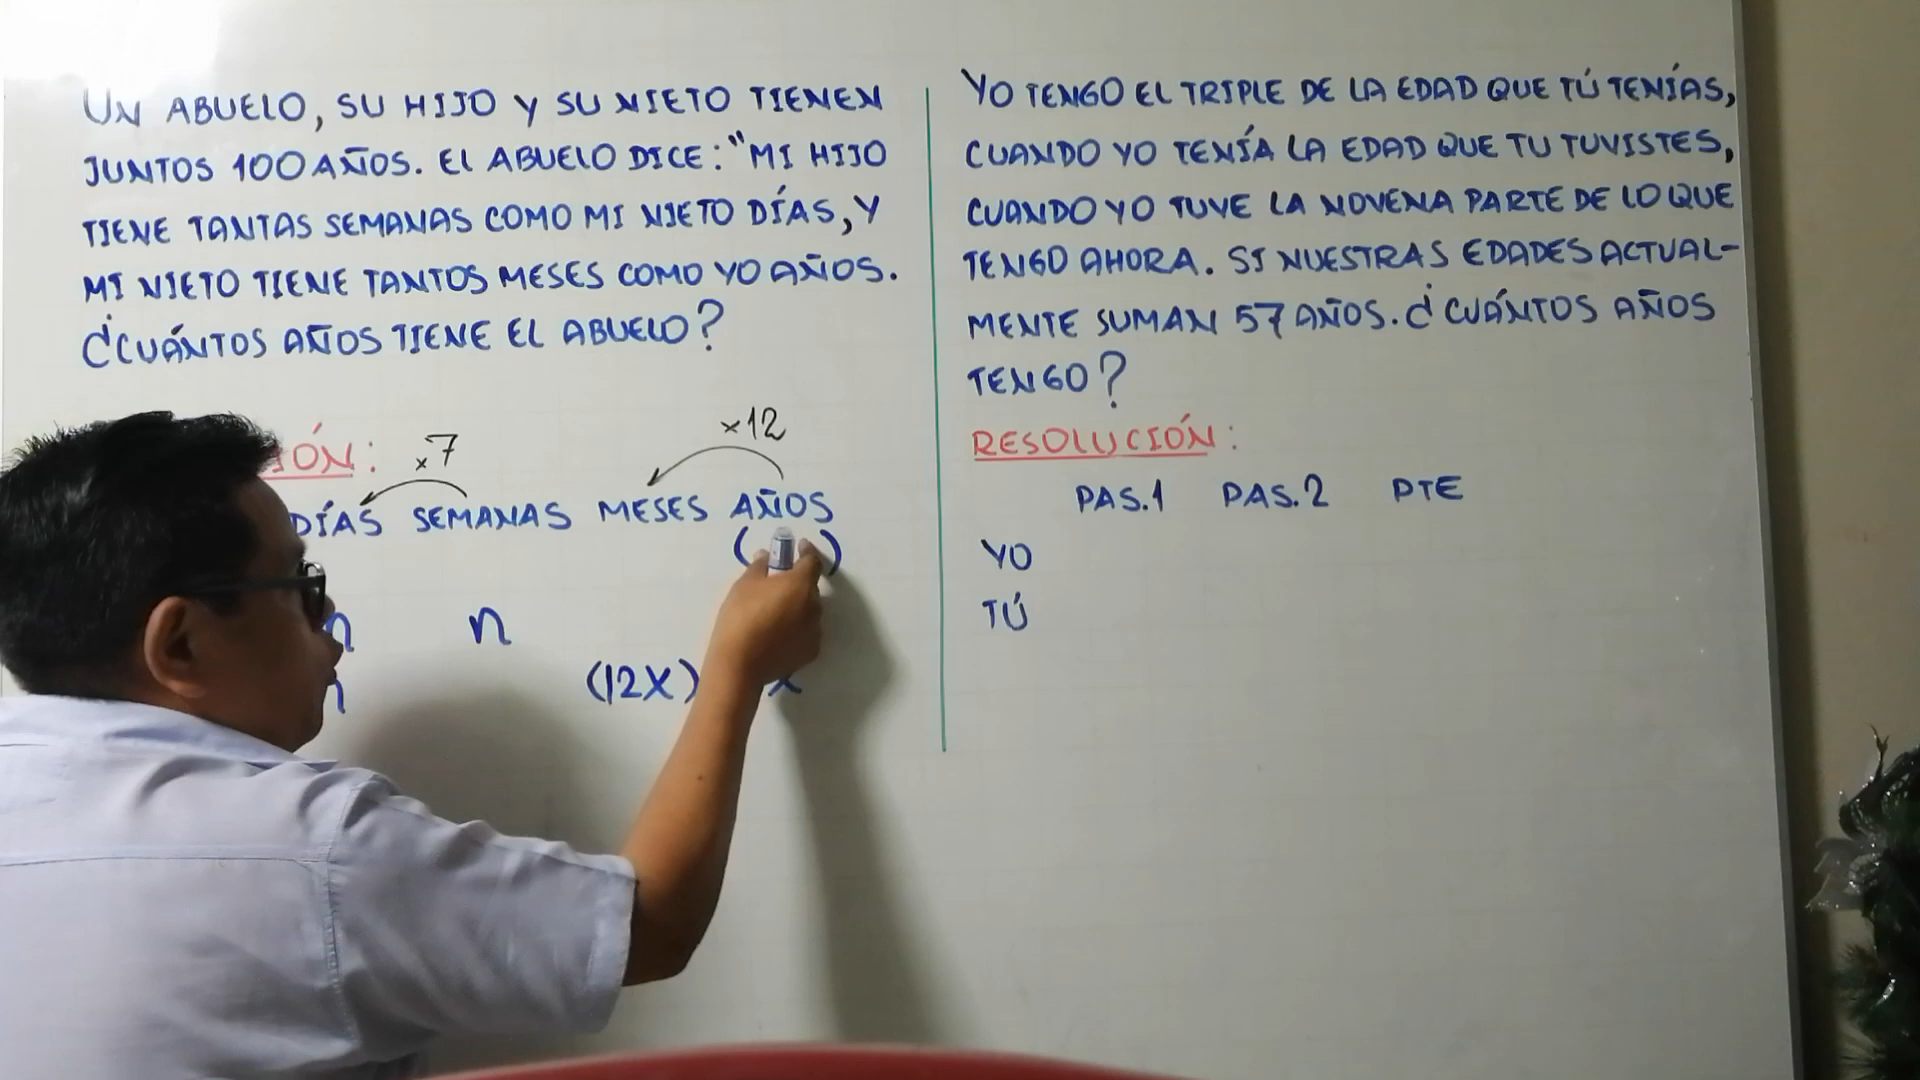 UN ABUELO, SU HIJO Y SU NIETO TIENEN
JUNTOS 100 AÑOS. EL ABUELO DICE: "MI HIJO
TIENE TANTAS SEMANAS COMO MI NIETO DÍAS, Y
MI NIETO TIENE TANTOS MESES COMO YO AÑOS.
¿CUÁNTOS AÑOS TIENE EL ABUELO?
IÓN:
×7
×12
DÍAS SEMANAS MESES AÑOS
( )
n n
(12X) x
YO TENGO EL TRIPLE DE LA EDAD QUE TÚ TENÍAS,
CUANDO YO TENÍA LA EDAD QUE TU TUVISTES,
CUANDO YO TUVE LA NOVENA PARTE DE LO QUE
TENGO AHORA. SI NUESTRAS EDADES ACTUAL-
MENTE SUMAN 57 AÑOS. ¿CUÁNTOS AÑOS
TENGO?
RESOLUCIÓN:
PAS.1 PAS.2 PTE
YO
TÚ